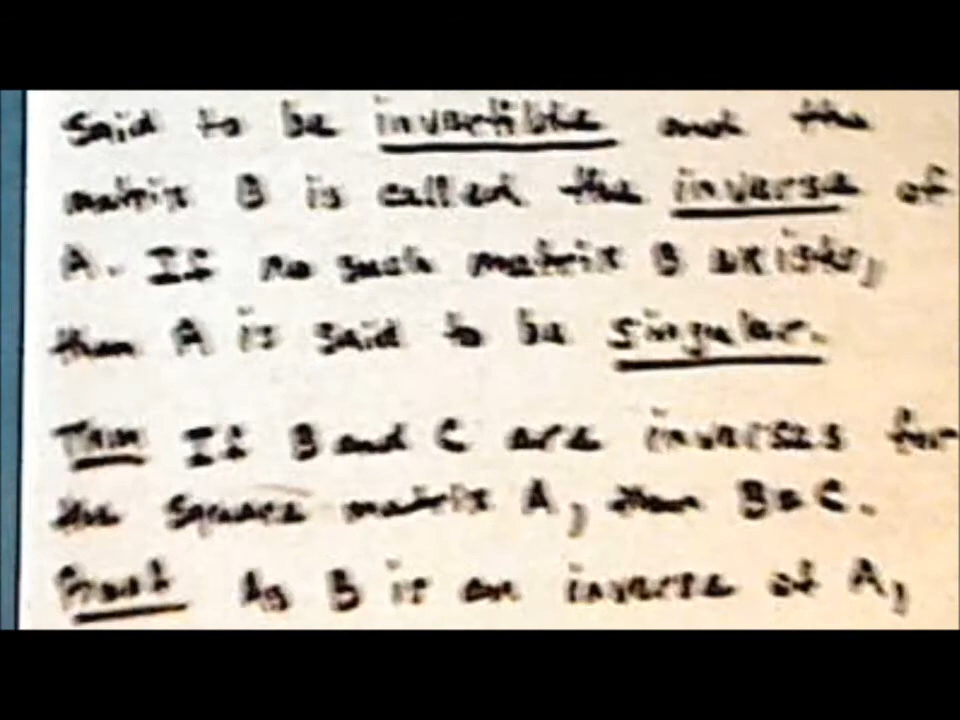 Said to be invertible and the
matrix B is called the inverse of
A. If no such matrix B exists,
then A is said to be singular.
Thm If B and C are inverses for
the square matrix A, then B=C.
Proof As B is an inverse of A,